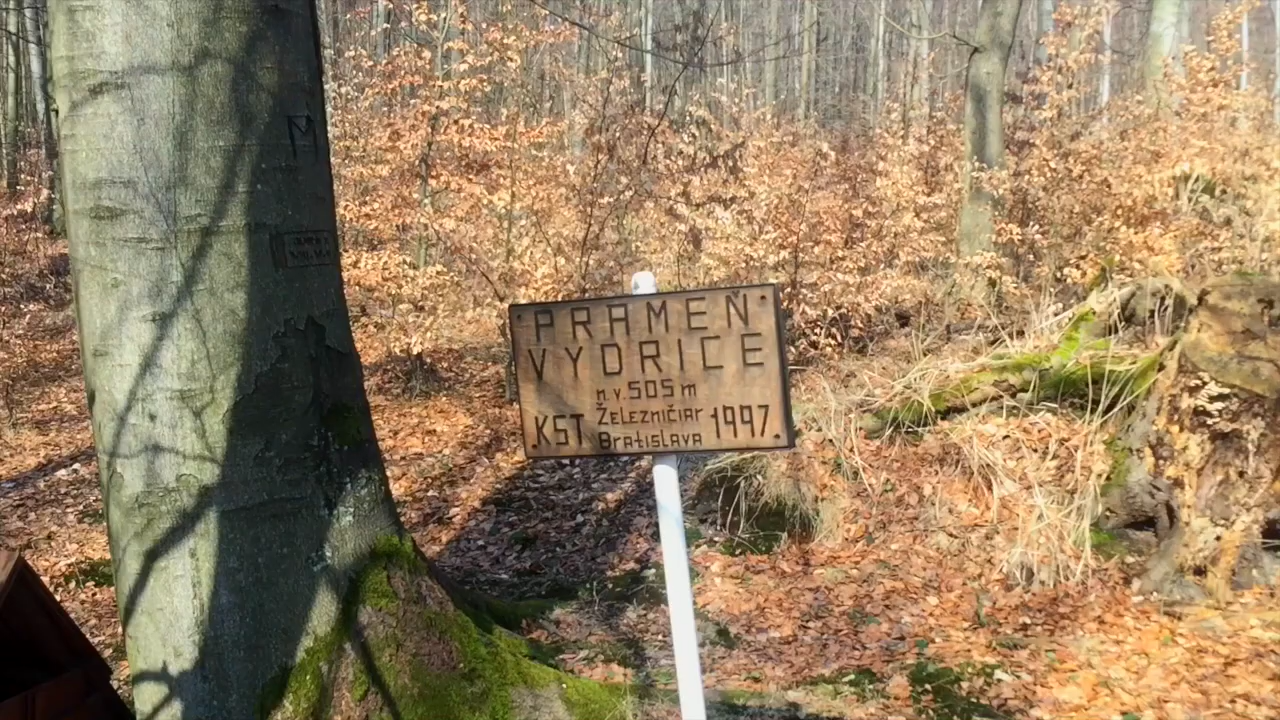 M
PRAMEŇ
VYDRICE
n.v. 505 m
KST Železničiar 1997.
Bratislava